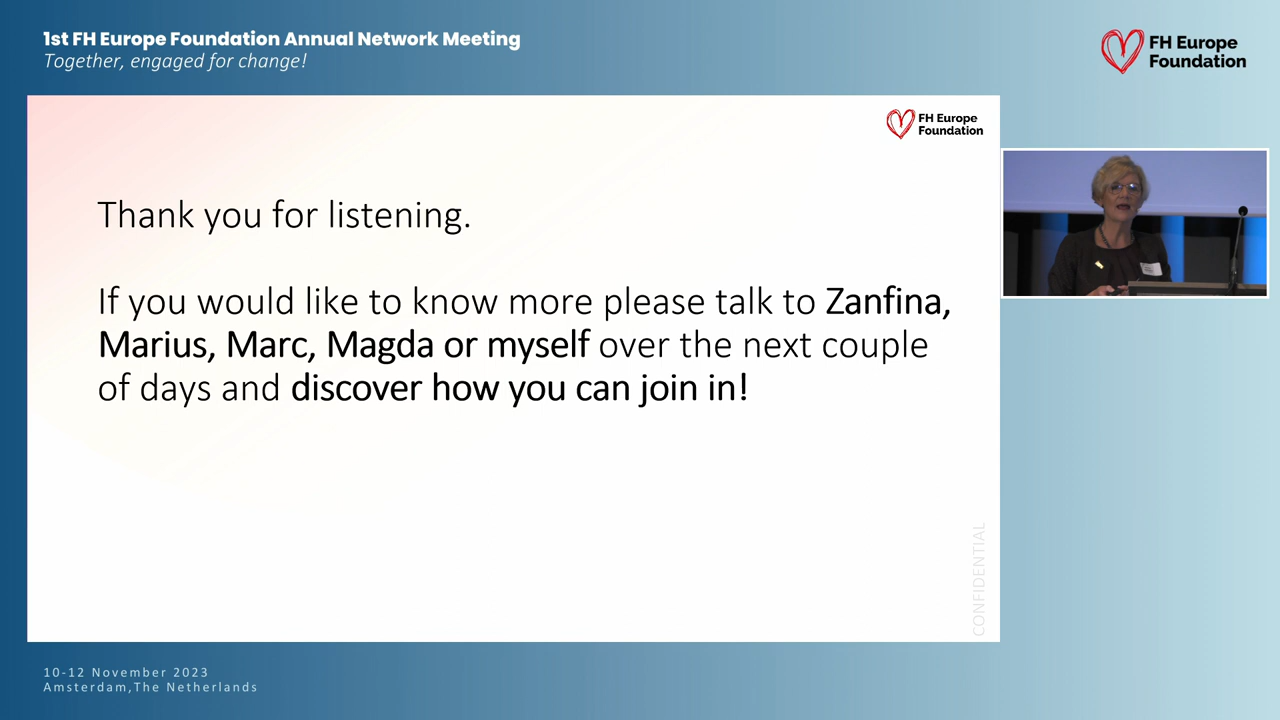 1st FH Europe Foundation Annual Network Meeting
Together, engaged for change!
FH Europe
Foundation
FH Europe
Foundation
Thank you for listening.
If you would like to know more please talk to Zanfina,
Marius, Marc, Magda or myself over the next couple
of days and discover how you can join in!
CONFIDENTIAL
10-12 November 2023
Amsterdam,The Netherlands